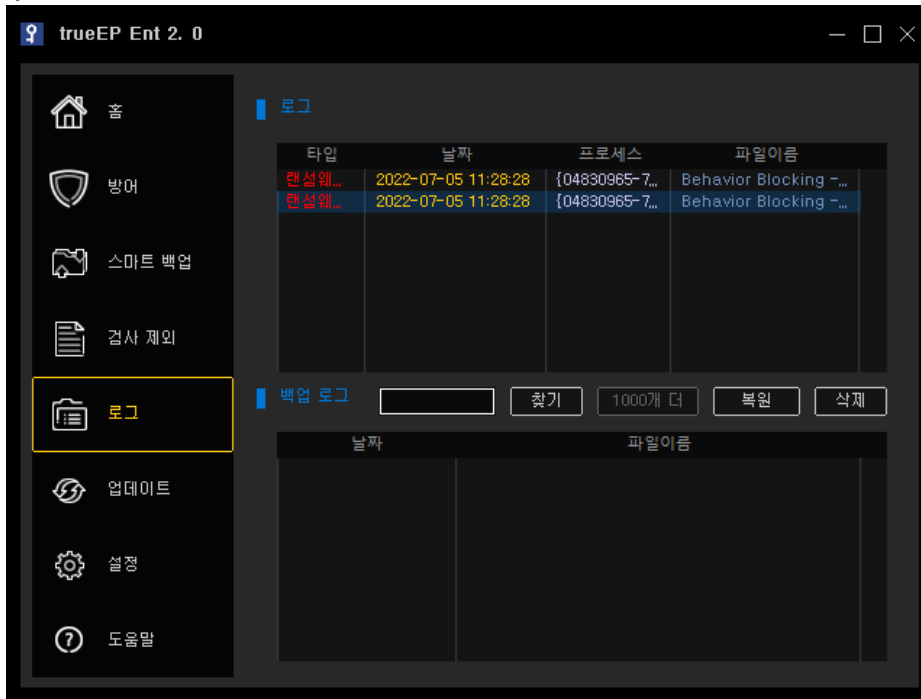 trueEP Ent 2. 0
홈
방어
스마트 백업
검사 제외
로그
업데이트
설정
도움말
로그
타입 날짜 프로세스 파일이름
랜섬웨... 2022-07-05 11:28:28 {04830965-7... Behavior Blocking -...
랜섬웨... 2022-07-05 11:28:28 {04830965-7... Behavior Blocking -...
백업 로그 찾기 1000개 더 복원 삭제
날짜 파일이름